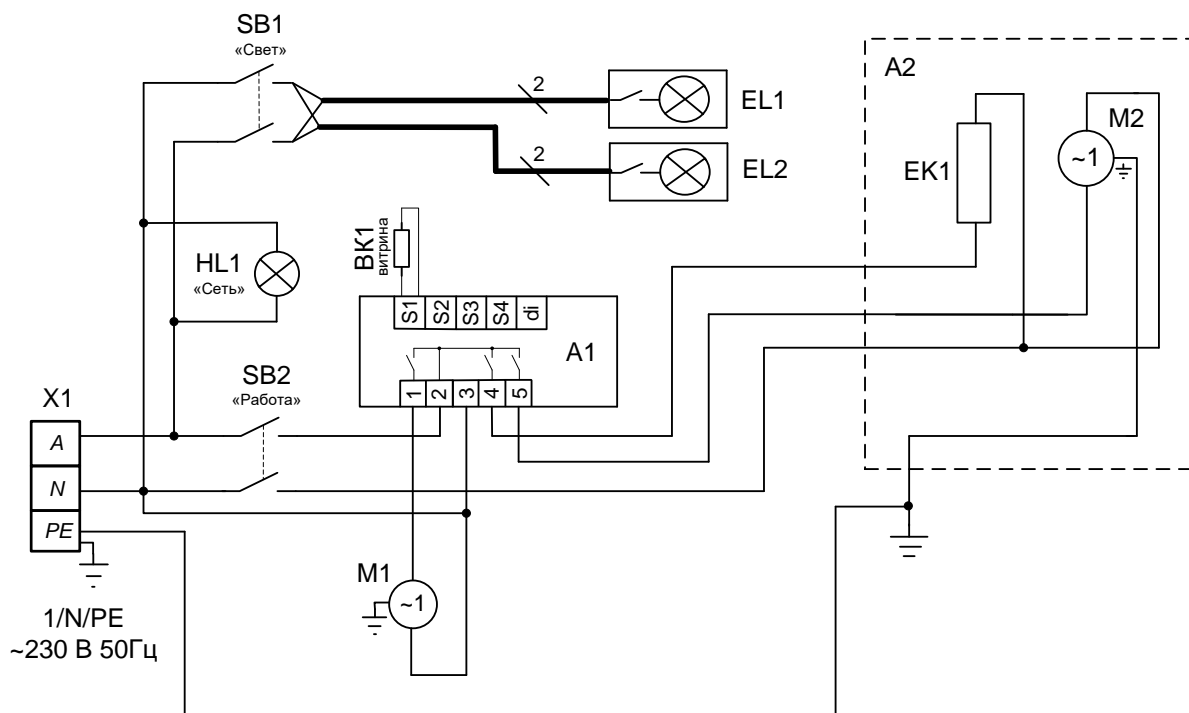 SB1
«Свет»
2
EL1
2
EL2
A2
M2
~1
EK1
HL1
«Сеть»
BK1
витрина
S1 S2 S3 S4 di
A1
1 2 3 4 5
SB2
«Работа»
X1
A
N
PE
M1
~1
1/N/PE
~230 В 50Гц